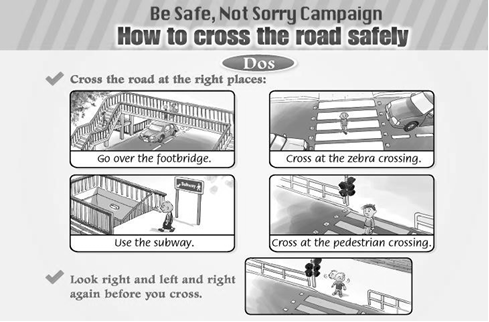 Be Safe, Not Sorry Campaign
How to cross the road safely
Dos
Cross the road at the right places:
Go over the footbridge.
Cross at the zebra crossing.
Subway
Use the subway.
Cross at the pedestrian crossing.
Look right and left and right
again before you cross.